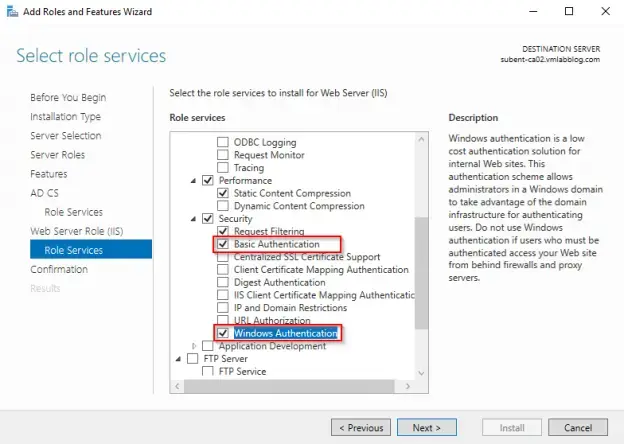 Add Roles and Features Wizard
Select role services
DESTINATION SERVER
subent-ca02.vmlabblog.com
Before You Begin
Installation Type
Server Selection
Server Roles
Features
AD CS
Role Services
Web Server Role (IIS)
Role Services
Confirmation
Results
Select the role services to install for Web Server (IIS)
Role services
ODBC Logging
Request Monitor
Tracing
Performance
Static Content Compression
Dynamic Content Compression
Security
Request Filtering
Basic Authentication
Centralized SSL Certificate Support
Client Certificate Mapping Authentication
Digest Authentication
IIS Client Certificate Mapping Authenticatic
IP and Domain Restrictions
URL Authorization
Windows Authentication
Application Development
FTP Server
FTP Service
Description
Windows authentication is a low
cost authentication solution for
internal Web sites. This
authentication scheme allows
administrators in a Windows domain
to take advantage of the domain
infrastructure for authenticating
users. Do not use Windows
authentication if users who must be
authenticated access your Web site
from behind firewalls and proxy
servers.
< Previous
Next >
Install
Cancel